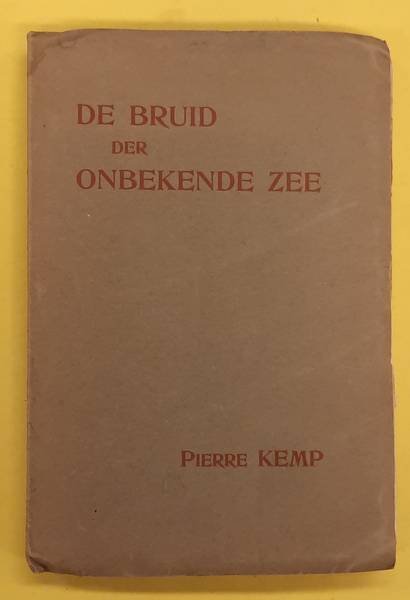 DE BRUID
DER
ONBEKENDE ZEE
PIERRE KEMP